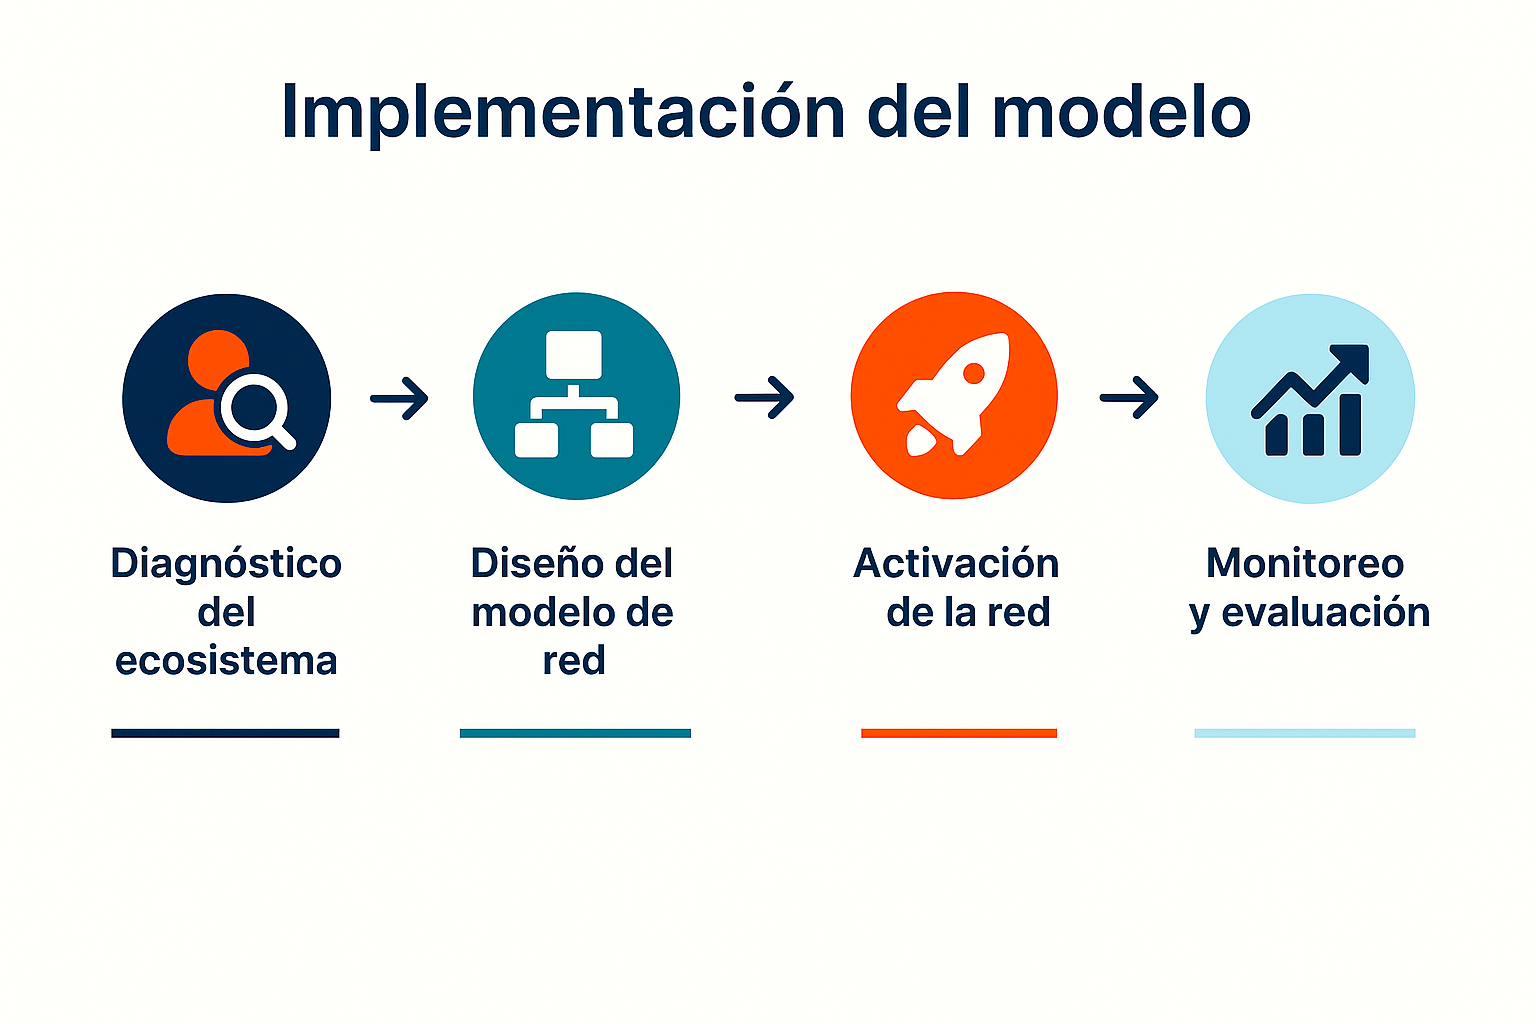 Implementación del modelo
Diagnóstico
del
ecosistema
Diseño del
modelo de
red
Activación
de la red
Monitoreo
y evaluación